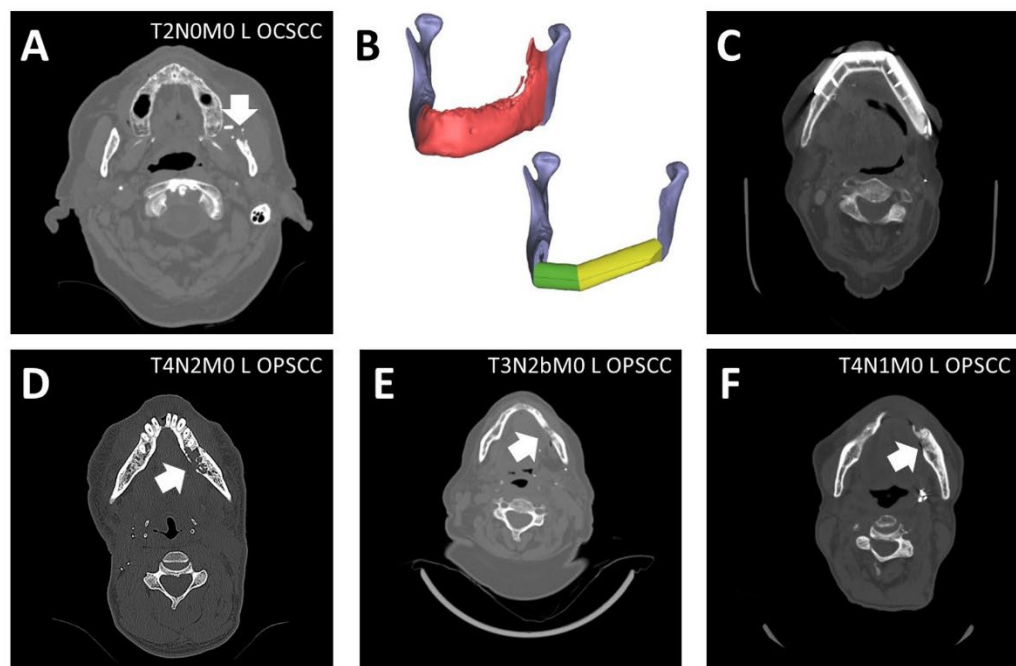 A
T2N0M0 L OCSCC
B
C
D
T4N2M0 L OPSCC
E
T3N2bM0 L OPSCC
F
T4N1M0 L OPSCC